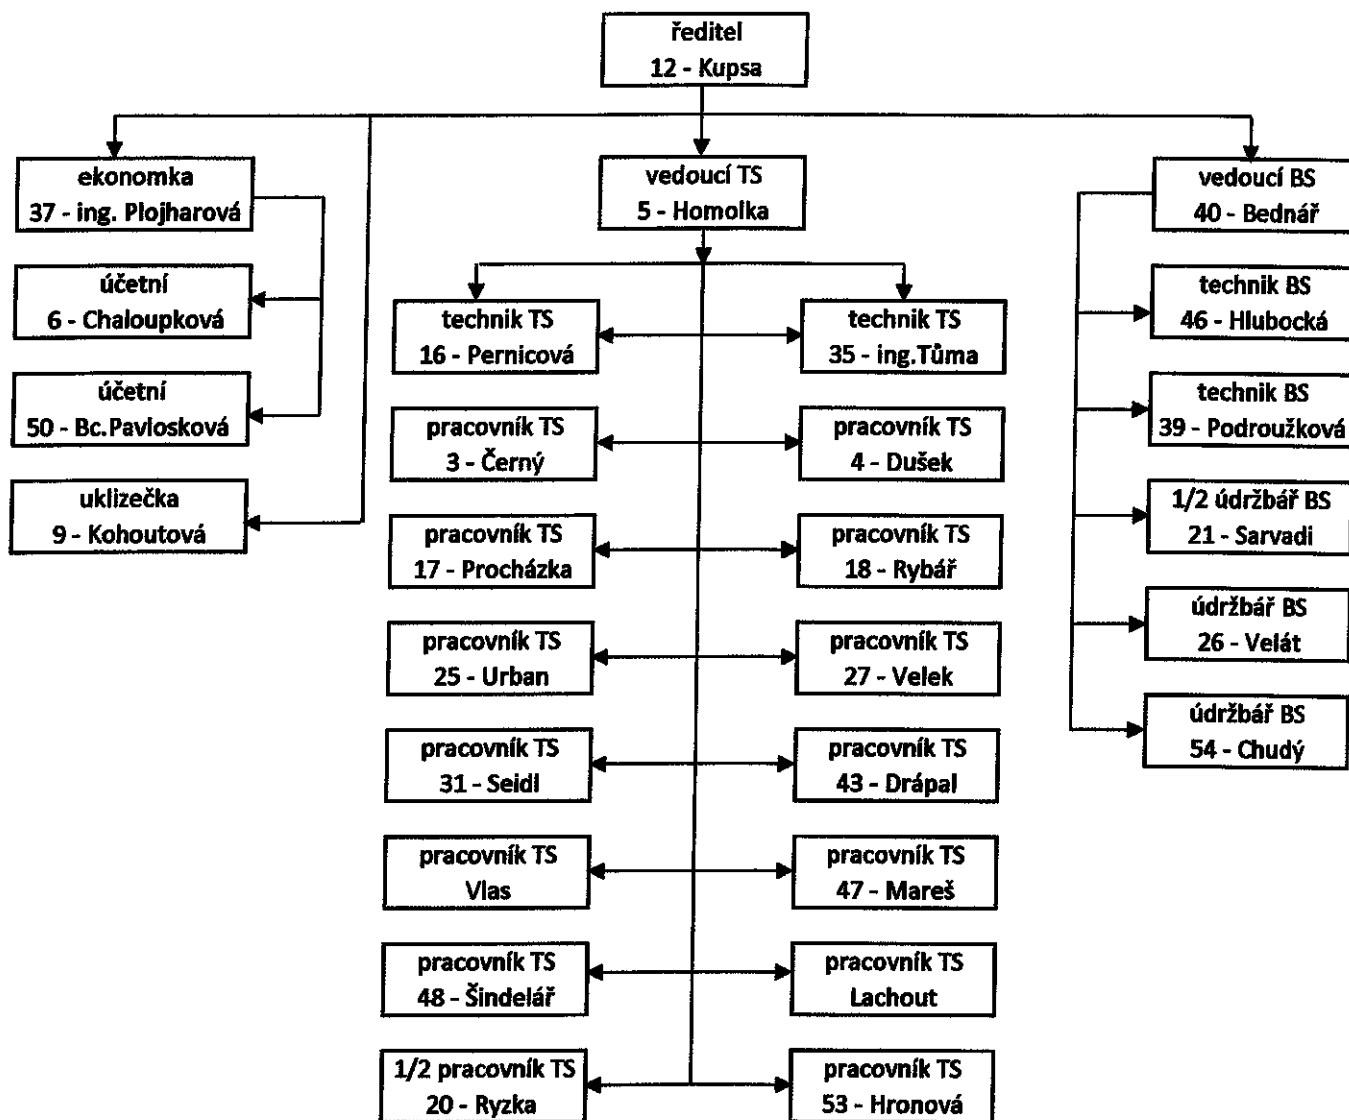 ředitel
12 - Kupsa
ekonomka
37 - ing. Plojharová
účetní
6 - Chaloupková
účetní
50 - Bc.Pavlosková
uklizečka
9 - Kohoutová
vedoucí TS
5 - Homolka
technik TS
16 - Pernicová
technik TS
35 - ing.Tůma
pracovník TS
3 - Černý
pracovník TS
4 - Dušek
pracovník TS
17 - Procházka
pracovník TS
18 - Rybář
pracovník TS
25 - Urban
pracovník TS
27 - Velek
pracovník TS
31 - Seidl
pracovník TS
43 - Drápal
pracovník TS
Vlas
pracovník TS
47 - Mareš
pracovník TS
48 - Šindelář
pracovník TS
Lachout
1/2 pracovník TS
20 - Ryzka
pracovník TS
53 - Hronová
vedoucí BS
40 - Bednář
technik BS
46 - Hlubocká
technik BS
39 - Podroužková
1/2 údržbář BS
21 - Sarvadi
údržbář BS
26 - Velát
údržbář BS
54 - Chudý